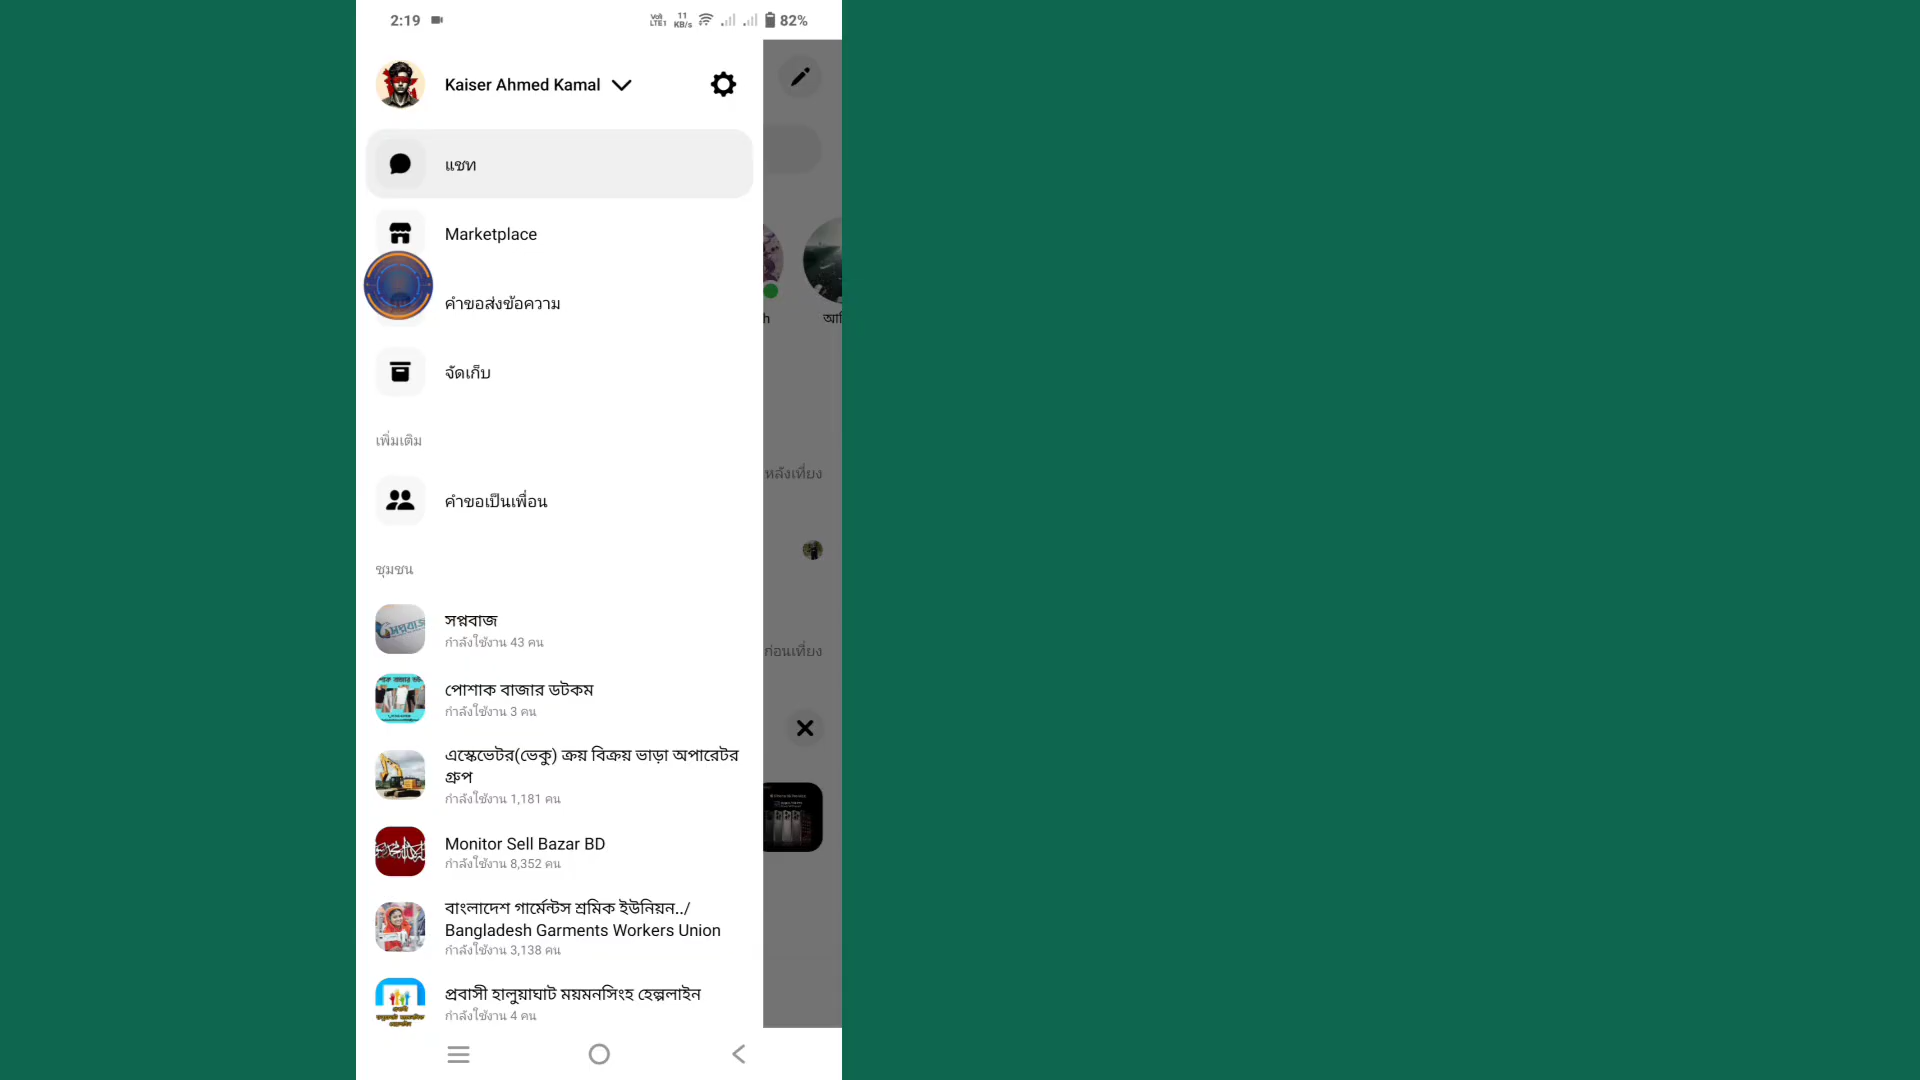 2:19
Vo)) LTE1 11 KB/s 82%
Kaiser Ahmed Kamal
แชท
Marketplace
คำขอส่งข้อความ
จัดเก็บ
เพิ่มเติม
หลังเที่ยง
คำขอเป็นเพื่อน
ชุมชน
সপ্নবাজ
กำลังใช้งาน 43 คน
ก่อนเที่ยง
পোশাক বাজার ডটকম
กำลังใช้งาน 3 คน
এস্কেভেটর(ভেকু) ক্রয় বিক্রয় ভাড়া অপারেটর
গ্রুপ
กำลังใช้งาน 1,181 คน
Monitor Sell Bazar BD
กำลังใช้งาน 8,352 คน
বাংলাদেশ গার্মেন্টস শ্রমিক ইউনিয়ন../
Bangladesh Garments Workers Union
กำลังใช้งาน 3,138 คน
প্রবাসী হালুয়াঘাট ময়মনসিংহ হেল্পলাইন
กำลังใช้งาน 4 คน